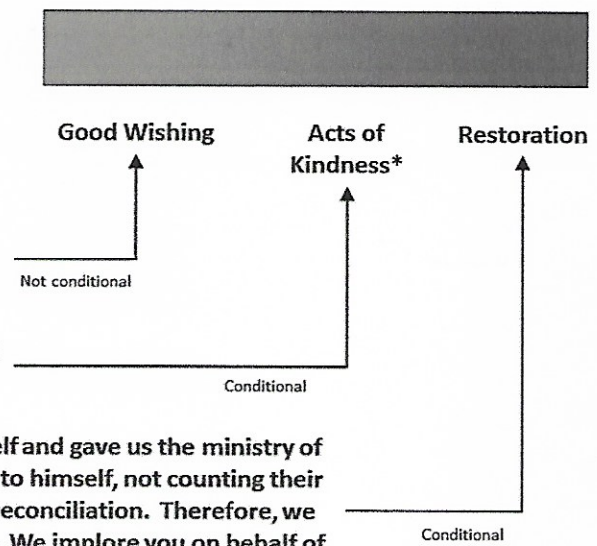 Good Wishing
Acts of
Kindness*
Restoration
Not conditional
Conditional
elf and gave us the ministry of
to himself, not counting their
econciliation. Therefore, we
We implore you on behalf of
Conditional